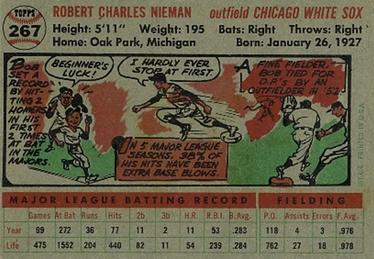 TOPPS
267
ROBERT CHARLES NIEMAN outfield CHICAGO WHITE SOX
Height: 5'11" Weight: 195 Bats: Right Throws: Right
Home: Oak Park, Michigan Born: January 26, 1927
BOB
SET A
RECORD BY
HITTING 2
HOMERS
IN HIS
FIRST
2 TIMES
AT BAT
IN THE
MAJORS.
BEGINNER'S
LUCK!
I HARDLY EVER
STOP AT FIRST.
IN 5 MAJOR LEAGUE
SEASONS, 38% OF
HIS HITS HAVE BEEN
EXTRA BASE BLOWS.
A FINE FIELDER,
BOB TIED FOR
D.P.'S BY AN
OUTFIELDER
IN '52.
PRINTED IN U.S.A.
MAJOR LEAGUE BATTING RECORD FIELDING
Games At Bat Runs Hits 2b 3b H.R. R.B.I. B.Avg. P.O. Assists Errors F.Avg.
Year 99 272 36 77 11 2 11 53 .283 118 4 3 .976
Life 475 1552 204 440 82 11 54 239 .284 762 27 18 .978